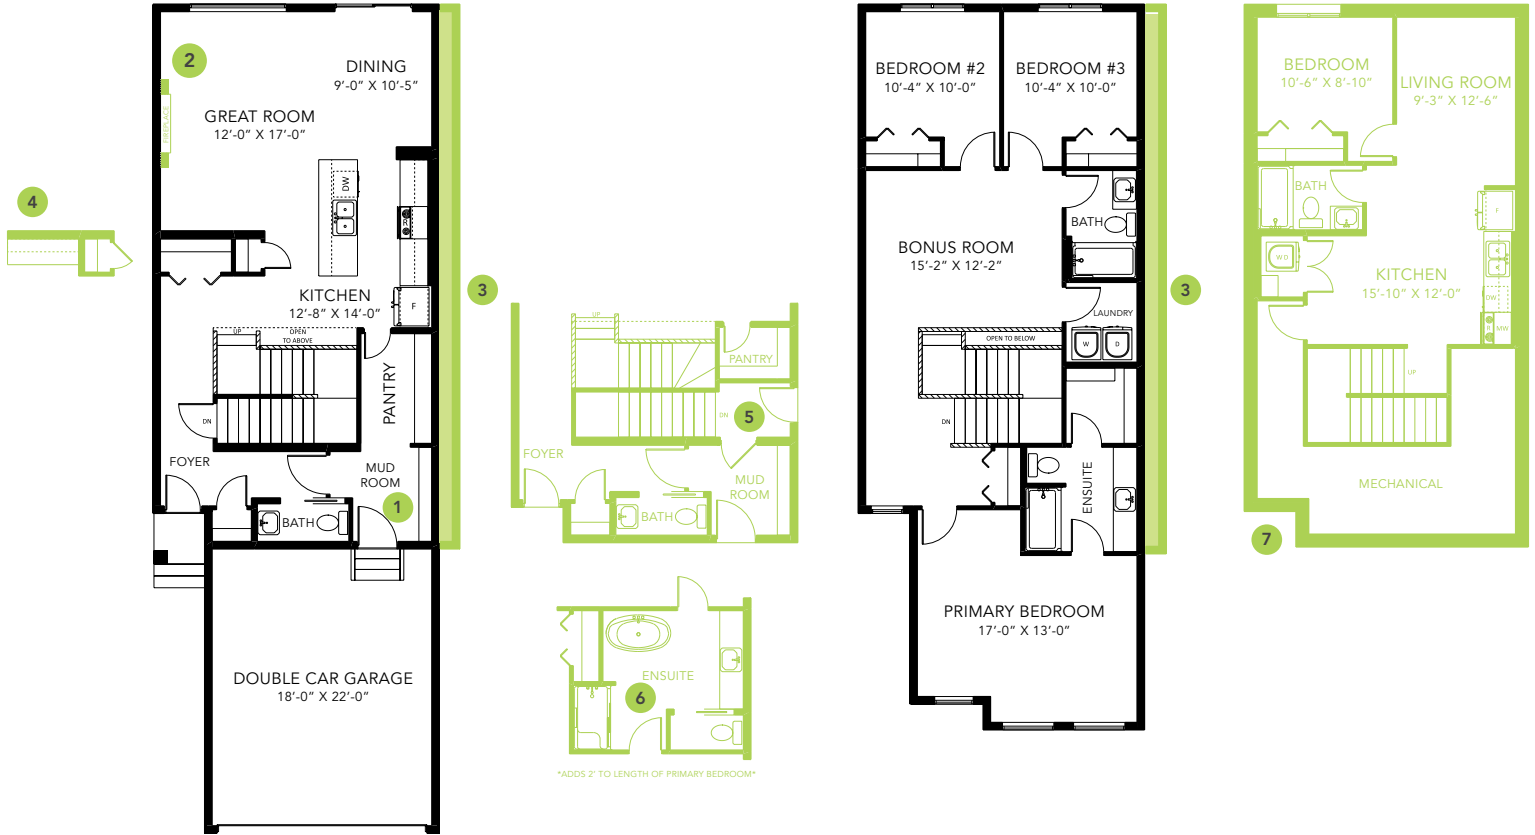 2
DINING
9'-0" X 10'-5"
GREAT ROOM
12'-0" X 17'-0"
FIREPLACE
DW
R
4
KITCHEN
12'-8" X 14'-0"
F
3
UP
OPEN
TO ABOVE
PANTRY
DN
FOYER
MUD
ROOM
1
BATH
DOUBLE CAR GARAGE
18'-0" X 22'-0"
UP
PANTRY
DN
5
FOYER
MUD
ROOM
BATH
ENSUITE
6
*ADDS 2' TO LENGTH OF PRIMARY BEDROOM*
BEDROOM #2
10'-4" X 10'-0"
BEDROOM #3
10'-4" X 10'-0"
BATH
BONUS ROOM
15'-2" X 12'-2"
3
LAUNDRY
OPEN TO BELOW
W
D
DN
ENSUITE
PRIMARY BEDROOM
17'-0" X 13'-0"
BEDROOM
10'-6" X 8'-10"
LIVING ROOM
9'-3" X 12'-6"
BATH
F
W D
KITCHEN
15'-10" X 12'-0"
DW
R
MW
UP
MECHANICAL
7